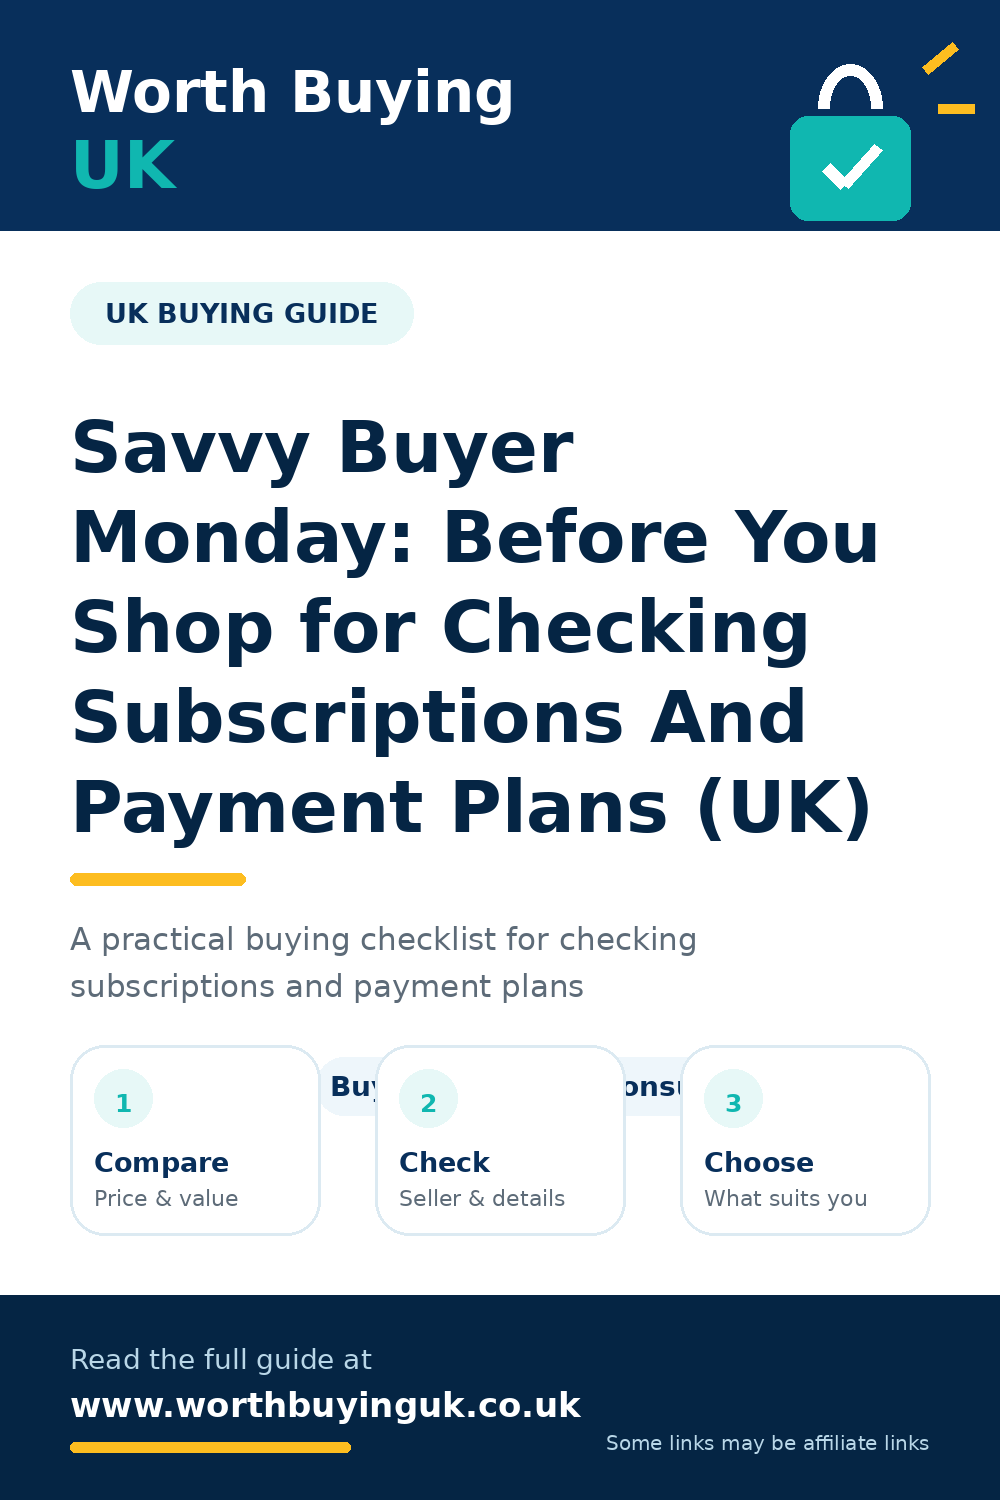 Worth Buying
UK
UK BUYING GUIDE
Savvy Buyer
Monday: Before You
Shop for Checking
Subscriptions And
Payment Plans (UK)
A practical buying checklist for checking
subscriptions and payment plans
1
Compare
Price & value
2
Check
Seller & details
3
Choose
What suits you
Read the full guide at
www.worthbuyinguk.co.uk
Some links may be affiliate links